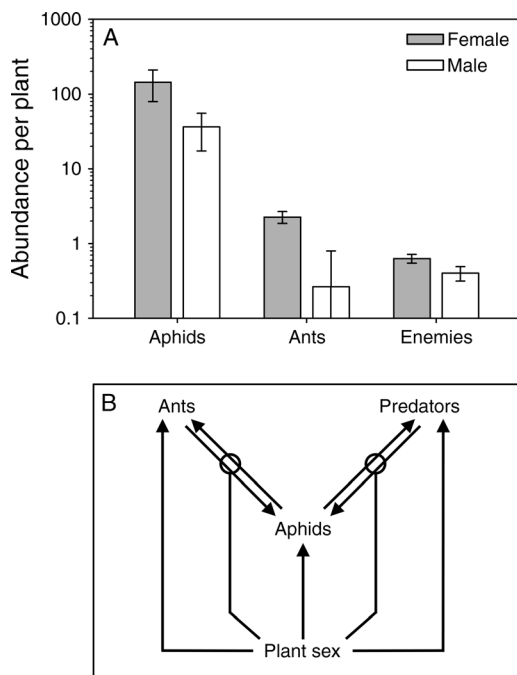 A
Female
Male
1000
100
10
1
0.1
Abundance per plant
Aphids Ants Enemies
B
Ants Predators
Aphids
Plant sex